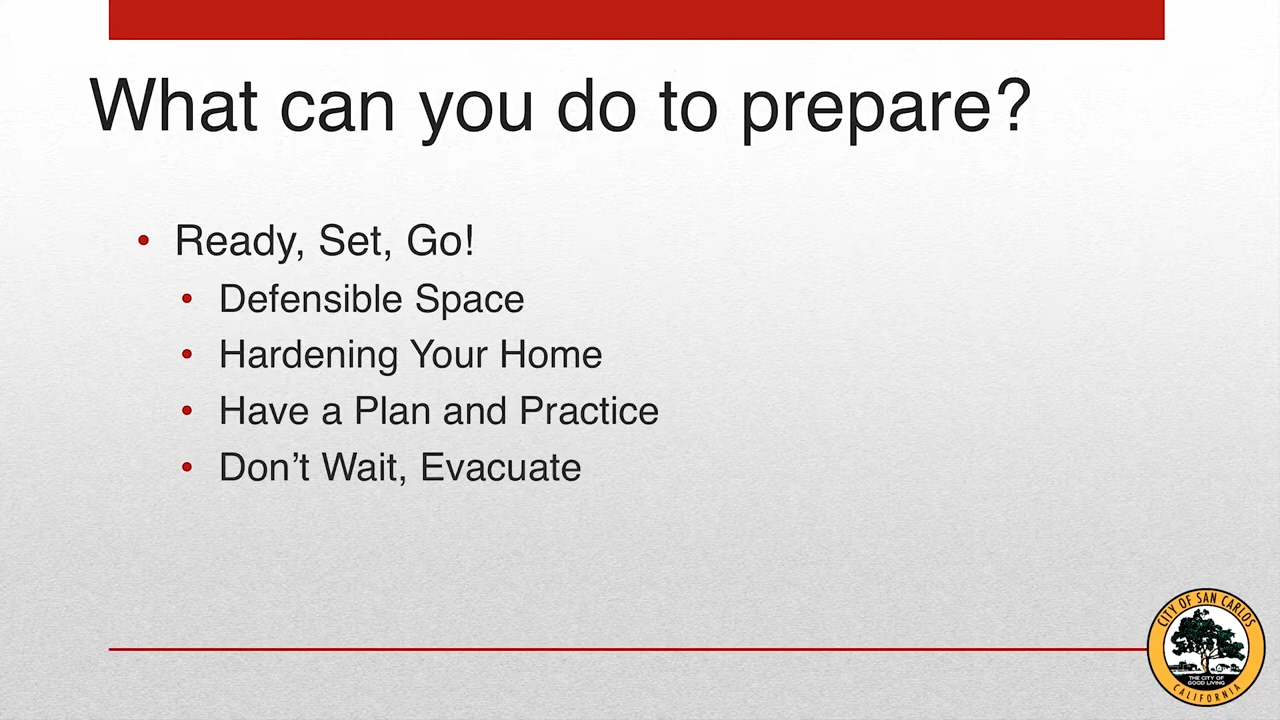 What can you do to prepare?
• Ready, Set, Go!
• Defensible Space
• Hardening Your Home
• Have a Plan and Practice
• Don’t Wait, Evacuate
CITY OF SAN CARLOS
THE CITY OF
GOOD LIVING
CALIFORNIA